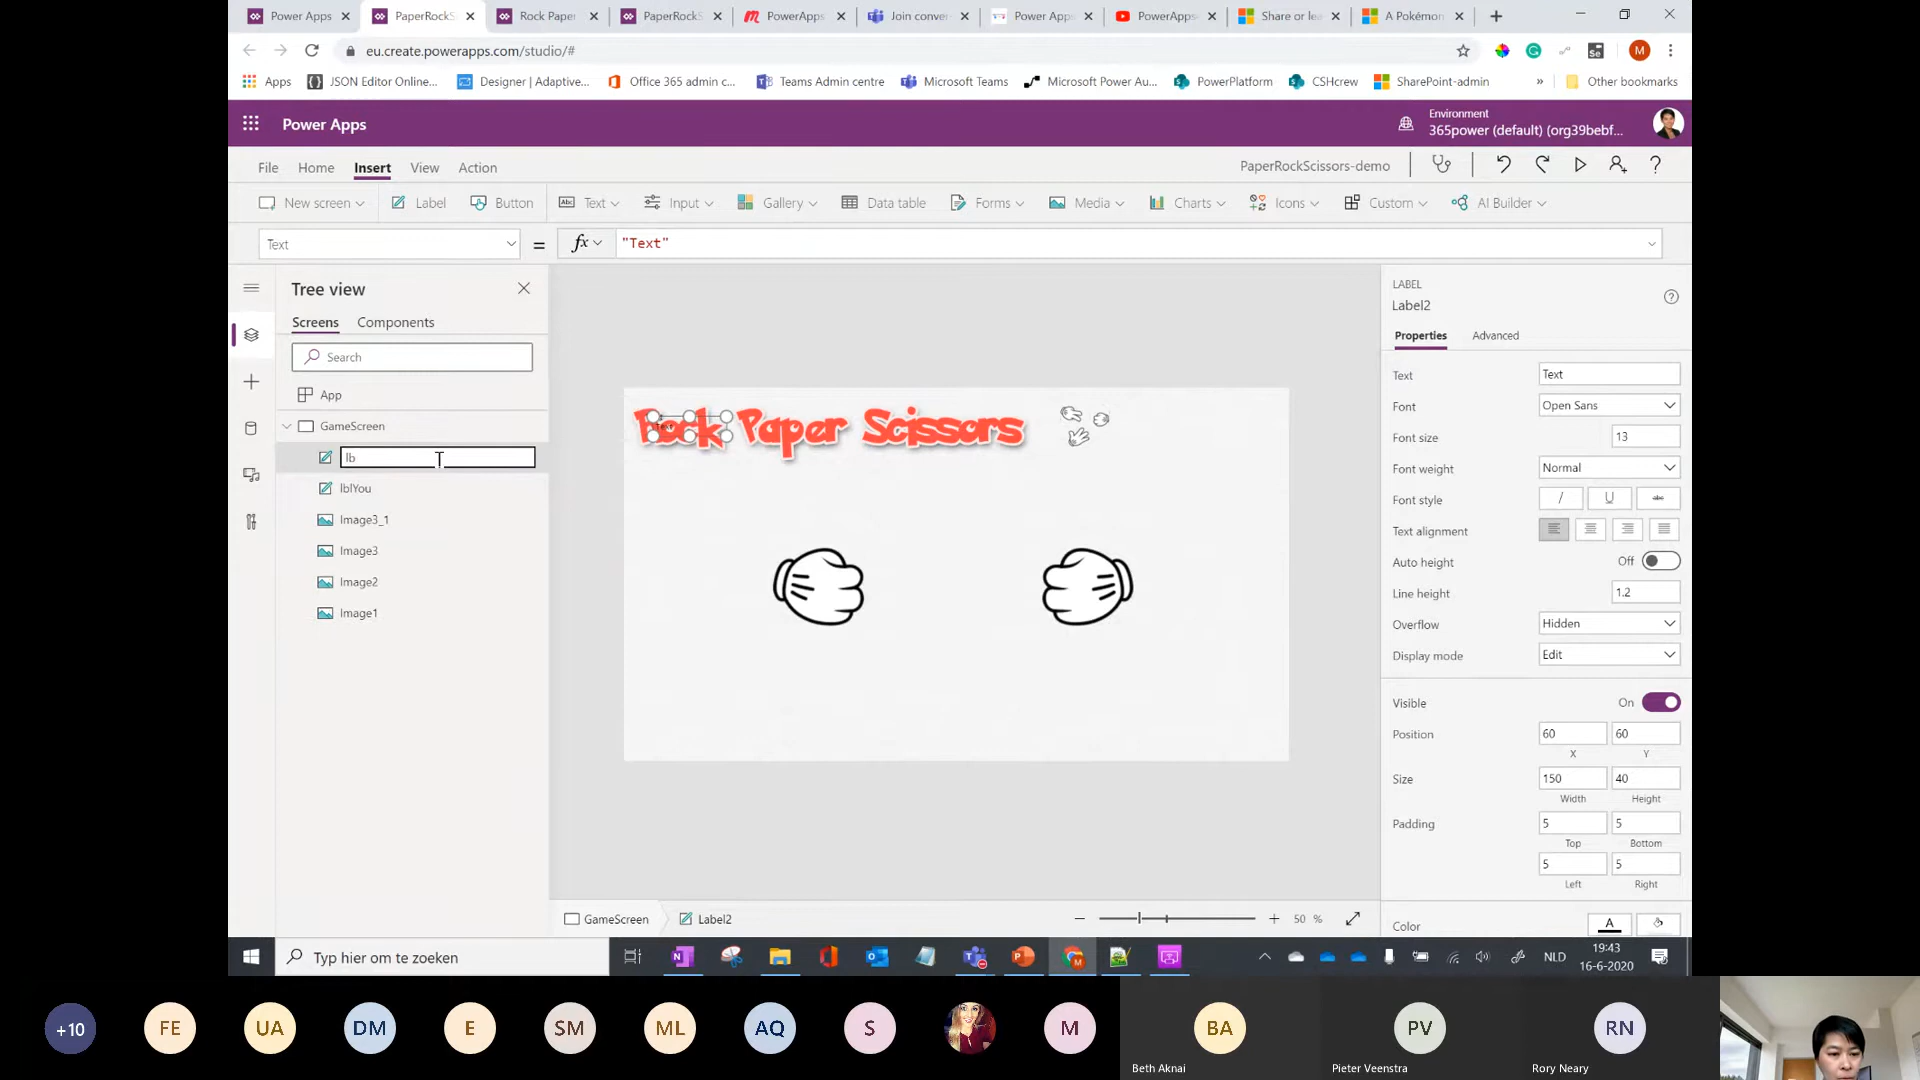 Power Apps
PaperRockS
Rock Paper
PaperRockS
PowerApps
Join conve
Power Apps
PowerApps
Share or lea
A Pokémon
eu.create.powerapps.com/studio/#
M
Apps
JSON Editor Online...
Designer | Adaptive...
Office 365 admin c...
Teams Admin centre
Microsoft Teams
Microsoft Power Au...
PowerPlatform
CSHcrew
SharePoint-admin
»
Other bookmarks
Power Apps
Environment
365power (default) (org39bebf...
File
Home
Insert
View
Action
PaperRockScissors-demo
New screen
Label
Button
Text
Input
Gallery
Data table
Forms
Media
Charts
Icons
Custom
AI Builder
Text
=
fx
"Text"
Tree view
Screens
Components
Search
App
GameScreen
lb
lblYou
Image3_1
Image3
Image2
Image1
Rock Paper Scissors
Text
GameScreen
Label2
50 %
LABEL
Label2
Properties
Advanced
Text
Text
Font
Open Sans
Font size
13
Font weight
Normal
Font style
/
U
abc
Text alignment
Auto height
Off
Line height
1.2
Overflow
Hidden
Display mode
Edit
Visible
On
Position
60
60
X
Y
Size
150
40
Width
Height
Padding
5
5
Top
Bottom
5
5
Left
Right
Color
A
Typ hier om te zoeken
NLD
19:43
16-6-2020
+10
FE
UA
DM
E
SM
ML
AQ
S
M
BA
Beth Aknai
PV
Pieter Veenstra
RN
Rory Neary